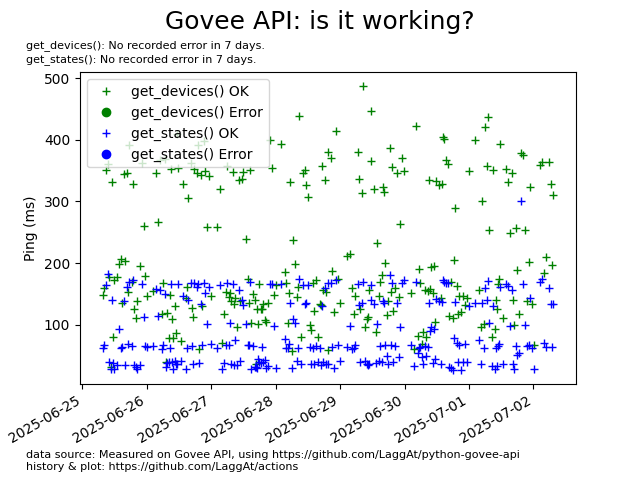 Govee API: is it working?
get_devices(): No recorded error in 7 days.
get_states(): No recorded error in 7 days.
get_devices() OK
get_devices() Error
get_states() OK
get_states() Error
Ping (ms)
500
400
300
200
100
2025-06-25
2025-06-26
2025-06-27
2025-06-28
2025-06-29
2025-06-30
2025-07-01
2025-07-02
data source: Measured on Govee API, using https://github.com/LaggAt/python-govee-api
history & plot: https://github.com/LaggAt/actions